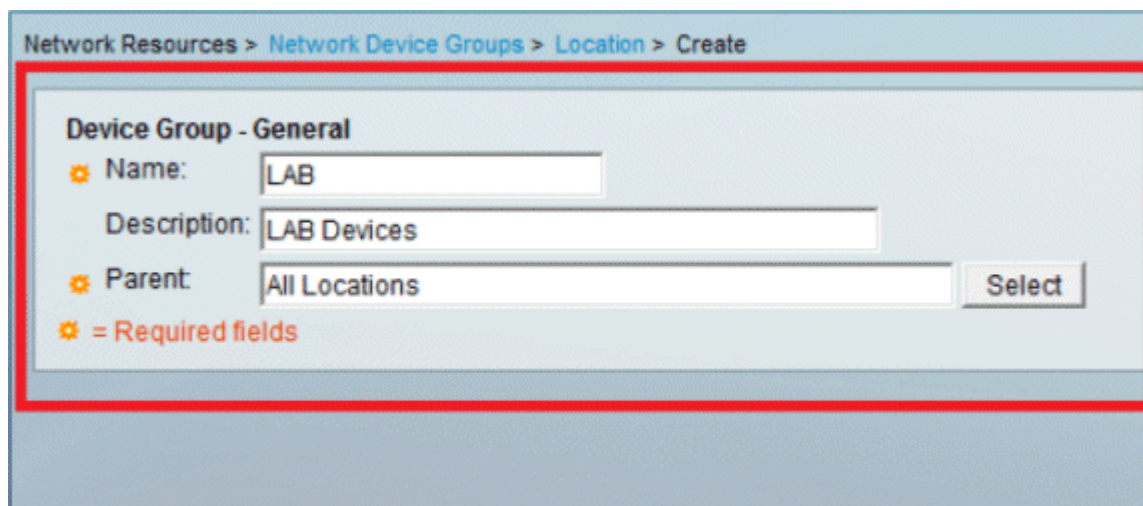 Network Resources > Network Device Groups > Location > Create
Device Group - General
Name: LAB
Description: LAB Devices
Parent: All Locations Select
= Required fields